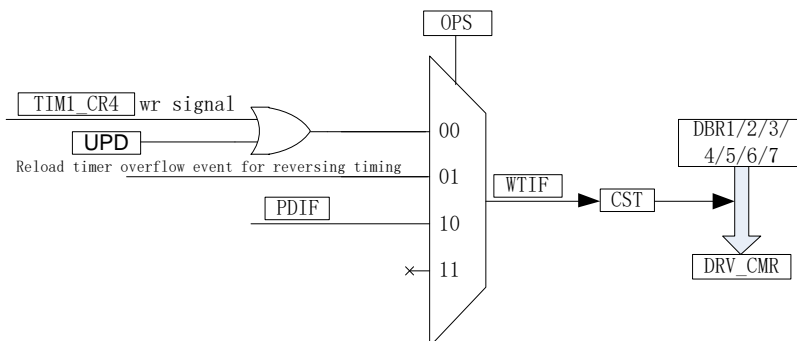 OPS
TIM1_CR4 wr signal
UPD
00
DBR1/2/3/
4/5/6/7
Reload timer overflow event for reversing timing
01
WTIF
CST
PDIF
10
11
DRV_CMR